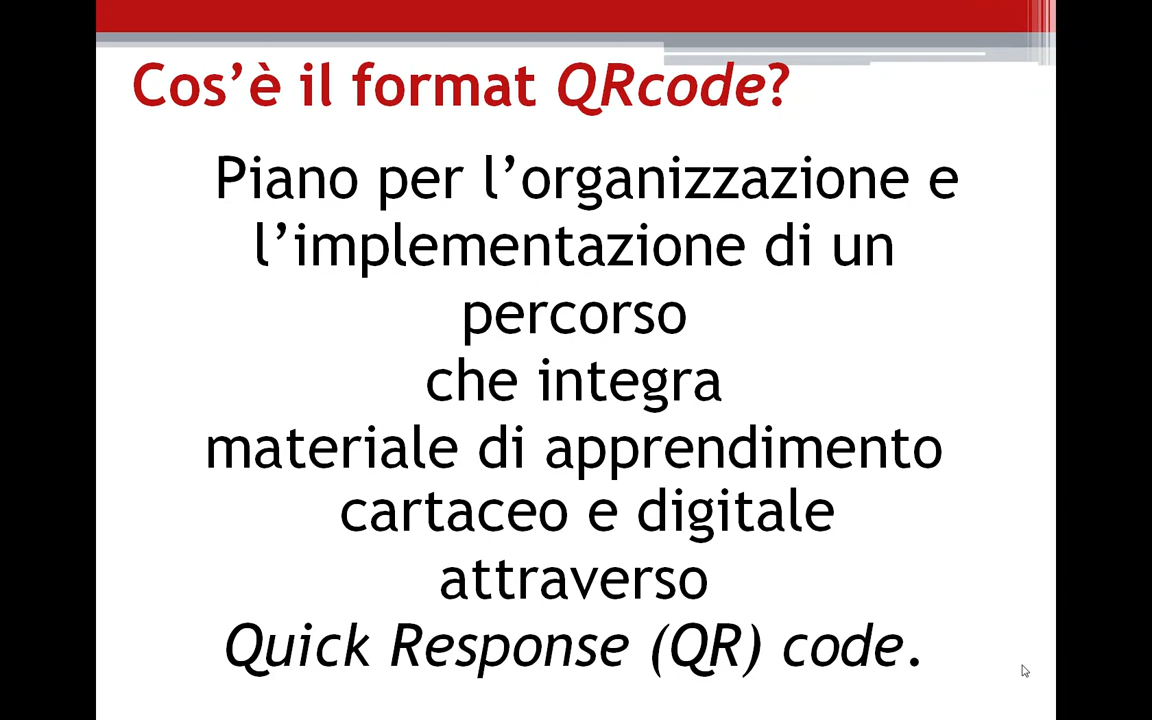 Cos’è il format QRcode?
Piano per l’organizzazione e
l’implementazione di un
percorso
che integra
materiale di apprendimento
cartaceo e digitale
attraverso
Quick Response (QR) code.